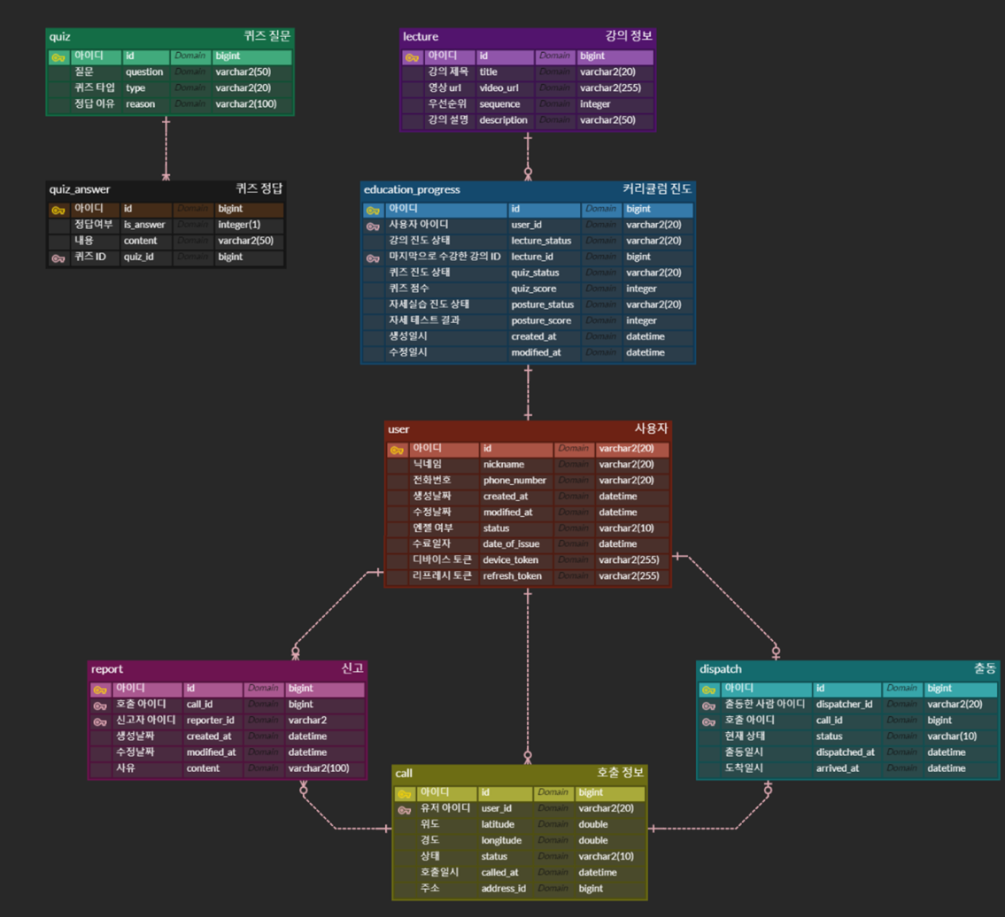 quiz 퀴즈 질문
아이디 id Domain bigint
질문 question Domain varchar2(50)
퀴즈 타입 type Domain varchar2(20)
정답 이유 reason Domain varchar2(100)
lecture 강의 정보
아이디 id Domain bigint
강의 제목 title Domain varchar2(20)
영상 url video_url Domain varchar2(255)
우선순위 sequence Domain integer
강의 설명 description Domain varchar2(50)
quiz_answer 퀴즈 정답
아이디 id Domain bigint
정답여부 is_answer Domain integer(1)
내용 content Domain varchar2(50)
퀴즈 ID quiz_id Domain bigint
education_progress 커리큘럼 진도
아이디 id Domain bigint
사용자 아이디 user_id Domain varchar2(20)
강의 진도 상태 lecture_status Domain varchar2(20)
마지막으로 수강한 강의 ID lecture_id Domain bigint
퀴즈 진도 상태 quiz_status Domain varchar2(20)
퀴즈 점수 quiz_score Domain integer
자세실습 진도 상태 posture_status Domain varchar2(20)
자세 테스트 결과 posture_score Domain integer
생성일시 created_at Domain datetime
수정일시 modified_at Domain datetime
user 사용자
아이디 id Domain varchar2(20)
닉네임 nickname Domain varchar2(20)
전화번호 phone_number Domain varchar2(20)
생성날짜 created_at Domain datetime
수정날짜 modified_at Domain datetime
엔젤 여부 status Domain varchar2(10)
수료일자 date_of_issue Domain datetime
디바이스 토큰 device_token Domain varchar2(255)
리프레시 토큰 refresh_token Domain varchar2(255)
report 신고
아이디 id Domain bigint
호출 아이디 call_id Domain bigint
신고자 아이디 reporter_id Domain varchar2
생성날짜 created_at Domain datetime
수정날짜 modified_at Domain datetime
사유 content Domain varchar2(100)
dispatch 출동
아이디 id Domain bigint
출동한 사람 아이디 dispatcher_id Domain varchar2(20)
호출 아이디 call_id Domain bigint
현재 상태 status Domain varchar(10)
출동일시 dispatched_at Domain datetime
도착일시 arrived_at Domain datetime
call 호출 정보
아이디 id Domain bigint
유저 아이디 user_id Domain varchar2(20)
위도 latitude Domain double
경도 longitude Domain double
상태 status Domain varchar2(10)
호출일시 called_at Domain datetime
주소 address_id Domain bigint